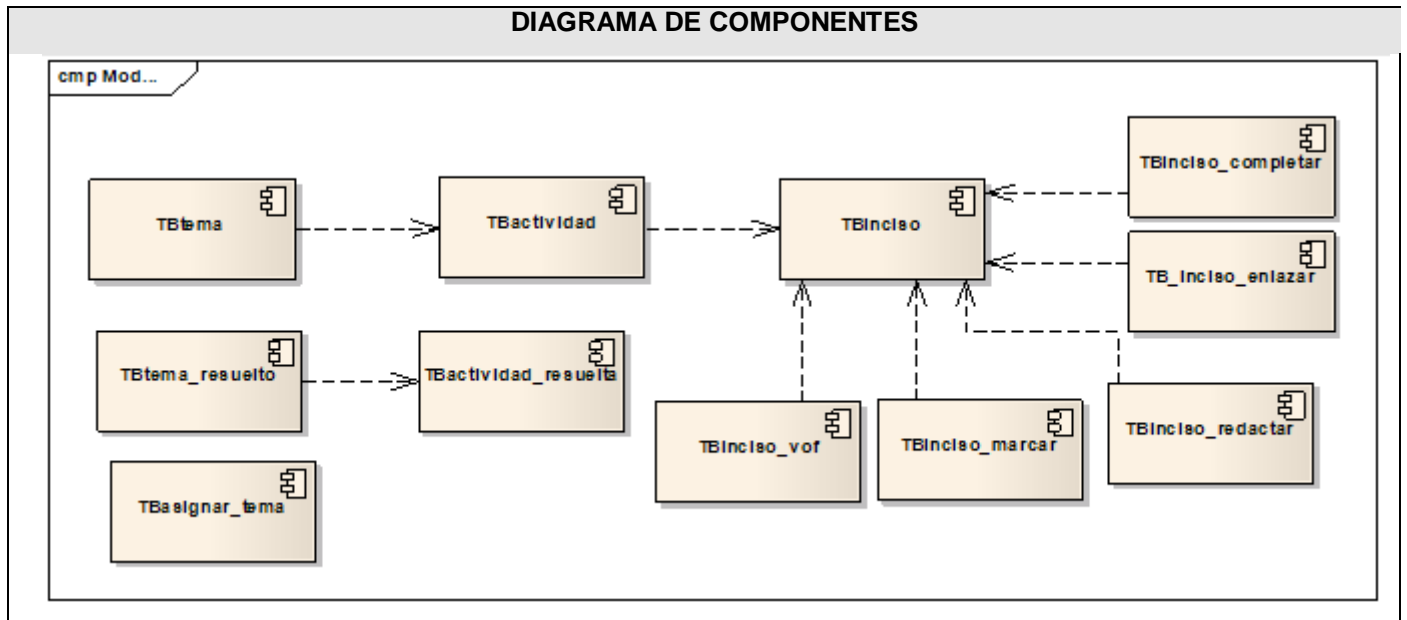 DIAGRAMA DE COMPONENTES
cmp Mod...
TBtema
TBactividad
TBinciso
TBinciso_completar
TB_inciso_enlazar
TBtema_resuelto
TBactividad_resuelta
TBinciso_vof
TBinciso_marcar
TBinciso_redactar
TBasignar_tema